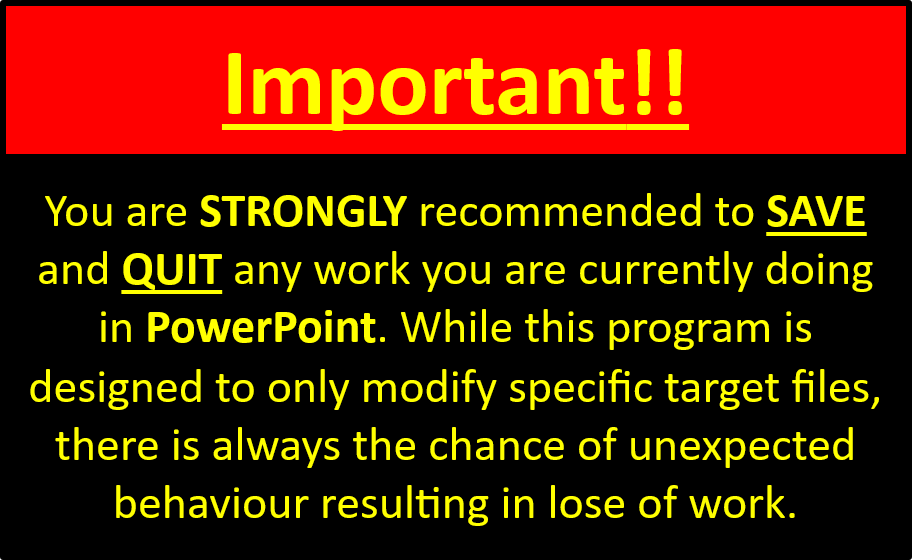 Important!!
You are STRONGLY recommended to SAVE
and QUIT any work you are currently doing
in PowerPoint. While this program is
designed to only modify specific target files,
there is always the chance of unexpected
behaviour resulting in lose of work.